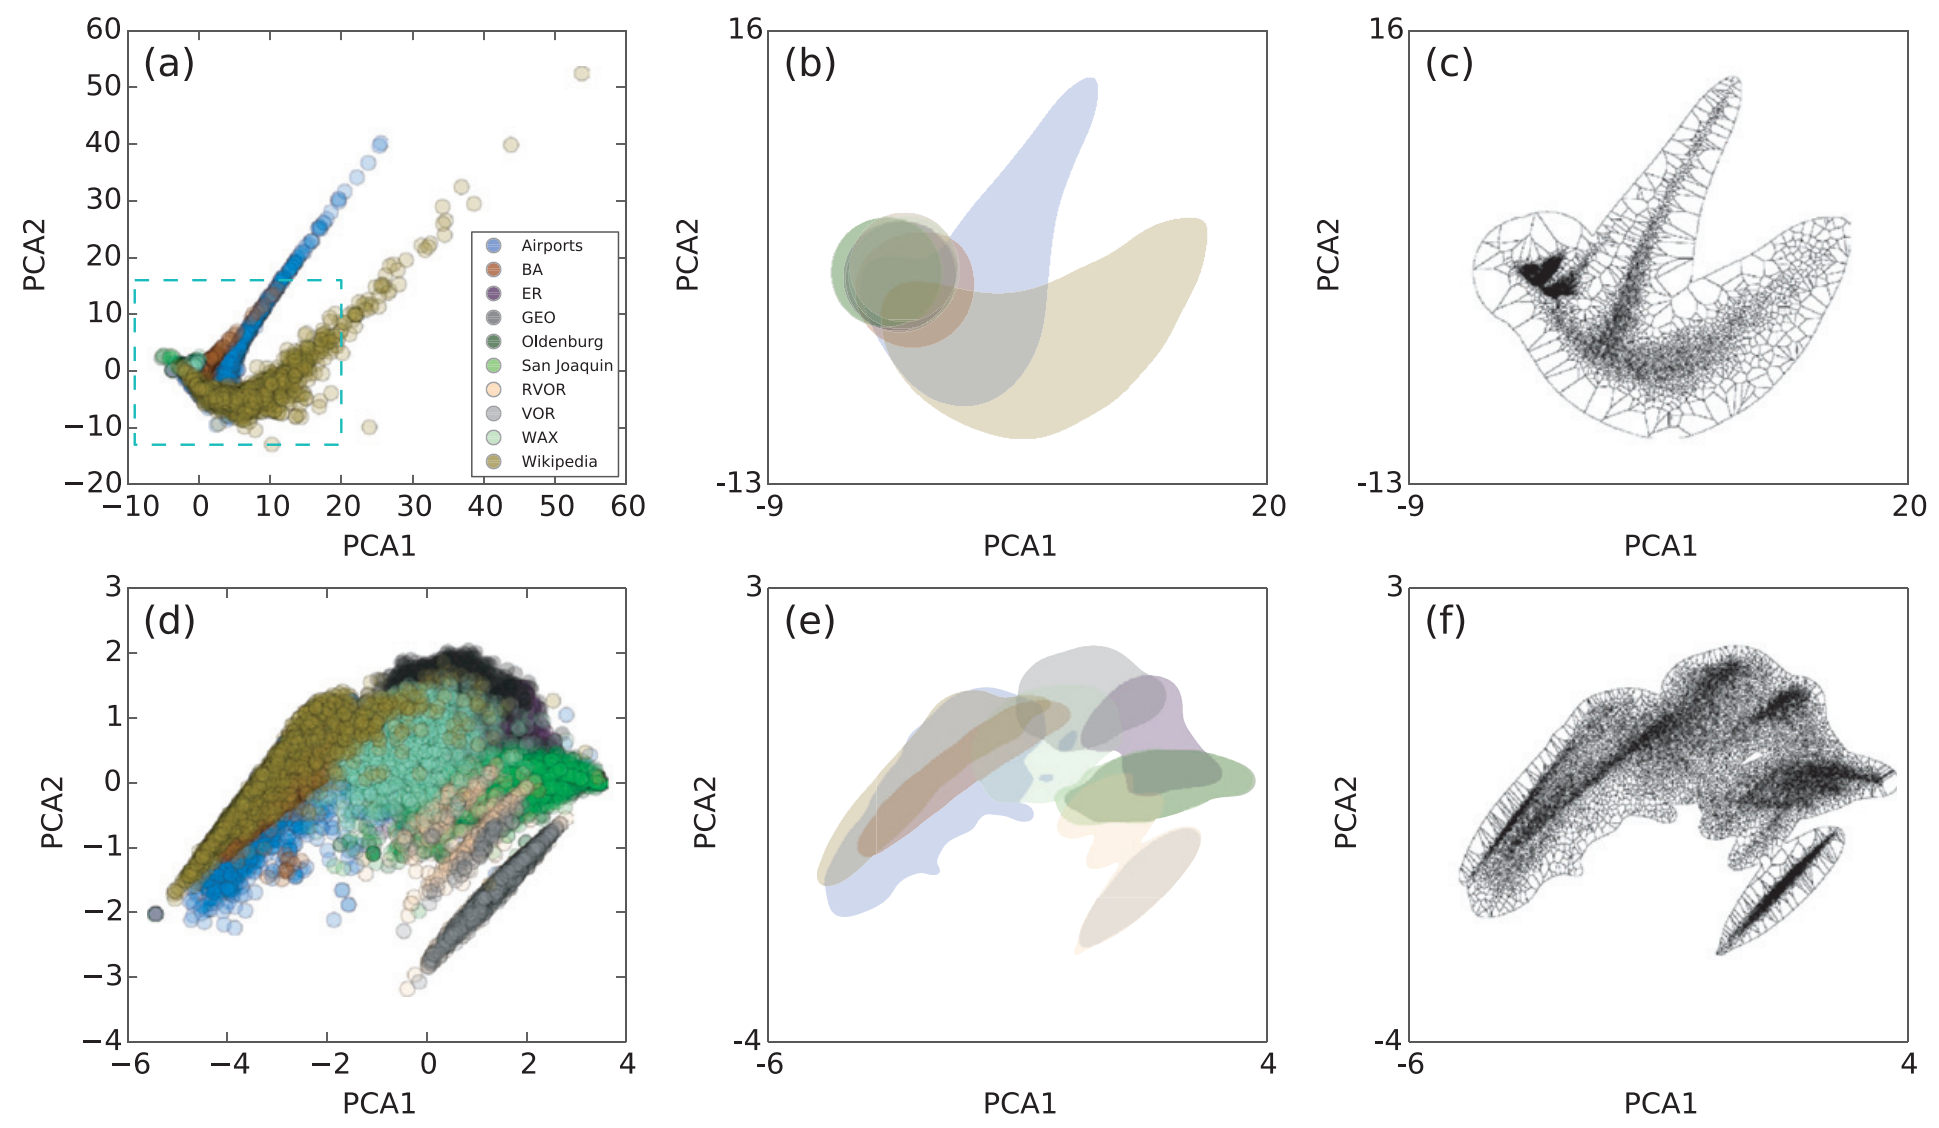 60
50
40
30
20
10
0
−10
−20
PCA2
(a)
Airports
BA
ER
GEO
Oldenburg
San Joaquin
RVOR
VOR
WAX
Wikipedia
−10 0 10 20 30 40 50 60
PCA1
16
(b)
PCA2
-13
-9 20
PCA1
16
(c)
PCA2
-13
-9 20
PCA1
3
2
1
0
−1
−2
−3
−4
PCA2
(d)
−6 −4 −2 0 2 4
PCA1
3
(e)
PCA2
-4
-6 4
PCA1
3
(f)
PCA2
-4
-6 4
PCA1